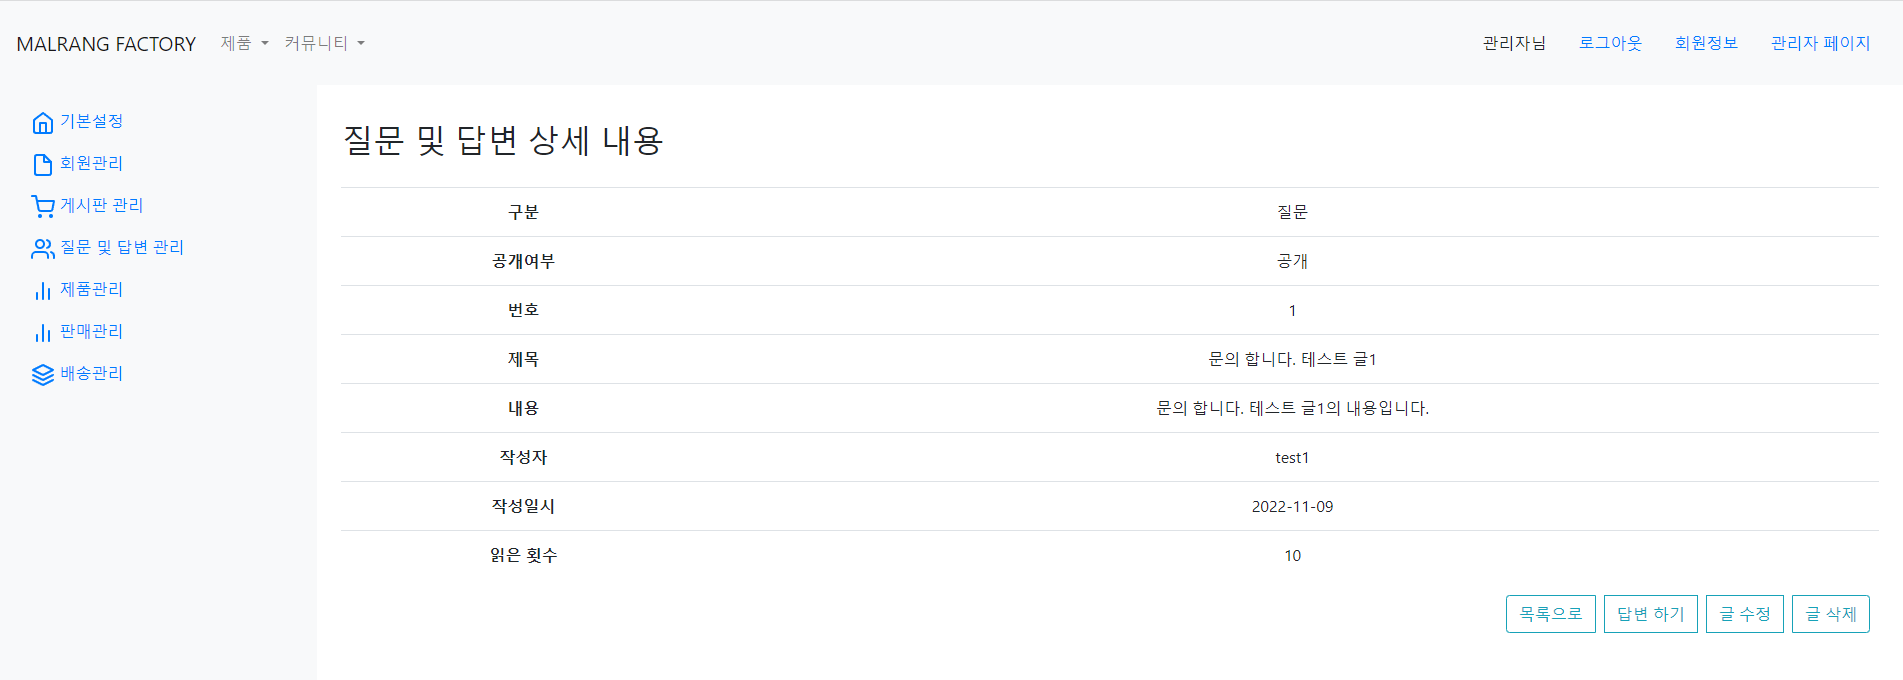 MALRANG FACTORY 제품 커뮤니티 관리자님 로그아웃 회원정보 관리자 페이지
기본설정
회원관리
게시판 관리
질문 및 답변 관리
제품관리
판매관리
배송관리
질문 및 답변 상세 내용
구분 질문
공개여부 공개
번호 1
제목 문의 합니다. 테스트 글1
내용 문의 합니다. 테스트 글1의 내용입니다.
작성자 test1
작성일시 2022-11-09
읽은 횟수 10
목록으로 답변 하기 글 수정 글 삭제